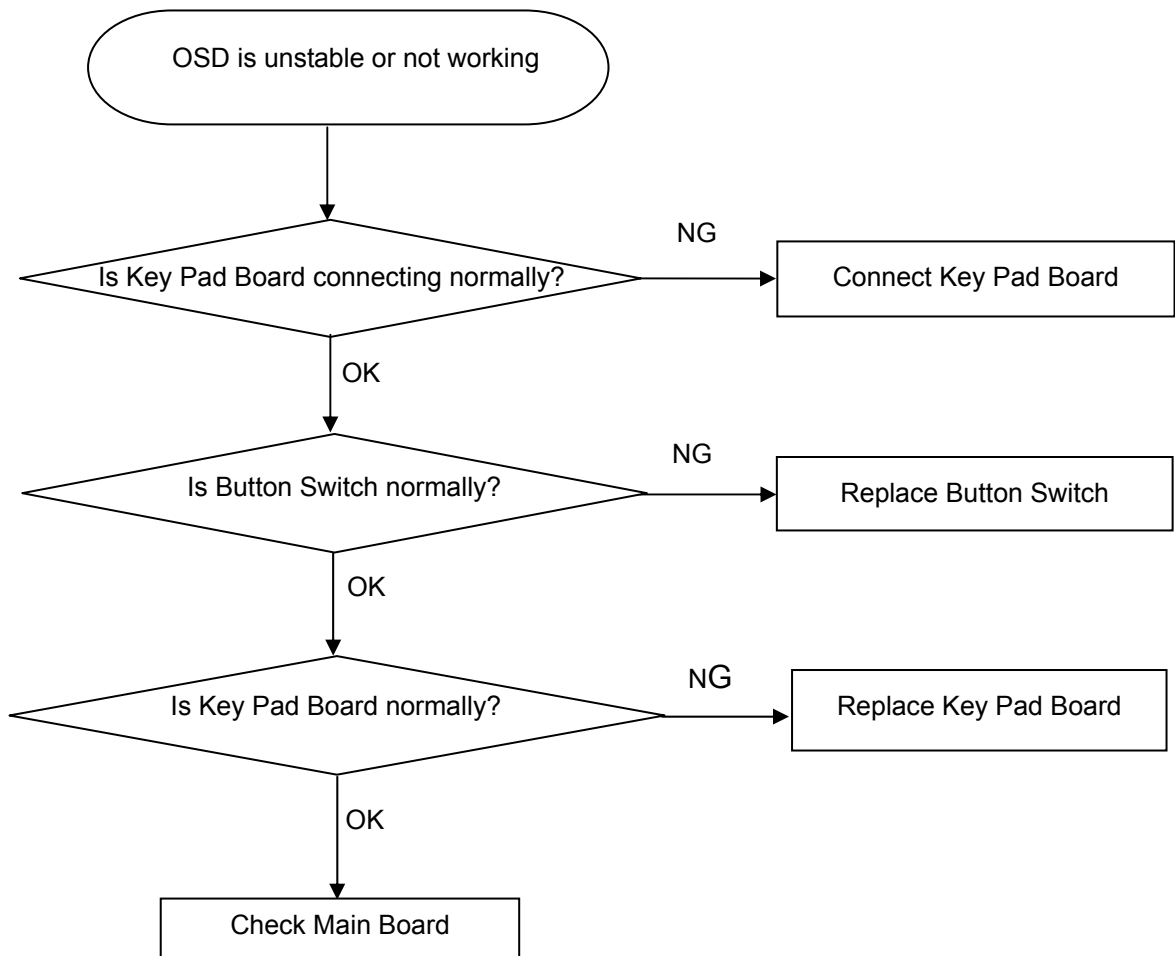 OSD is unstable or not working
NG
Is Key Pad Board connecting normally?
Connect Key Pad Board
OK
NG
Is Button Switch normally?
Replace Button Switch
OK
NG
Is Key Pad Board normally?
Replace Key Pad Board
OK
Check Main Board